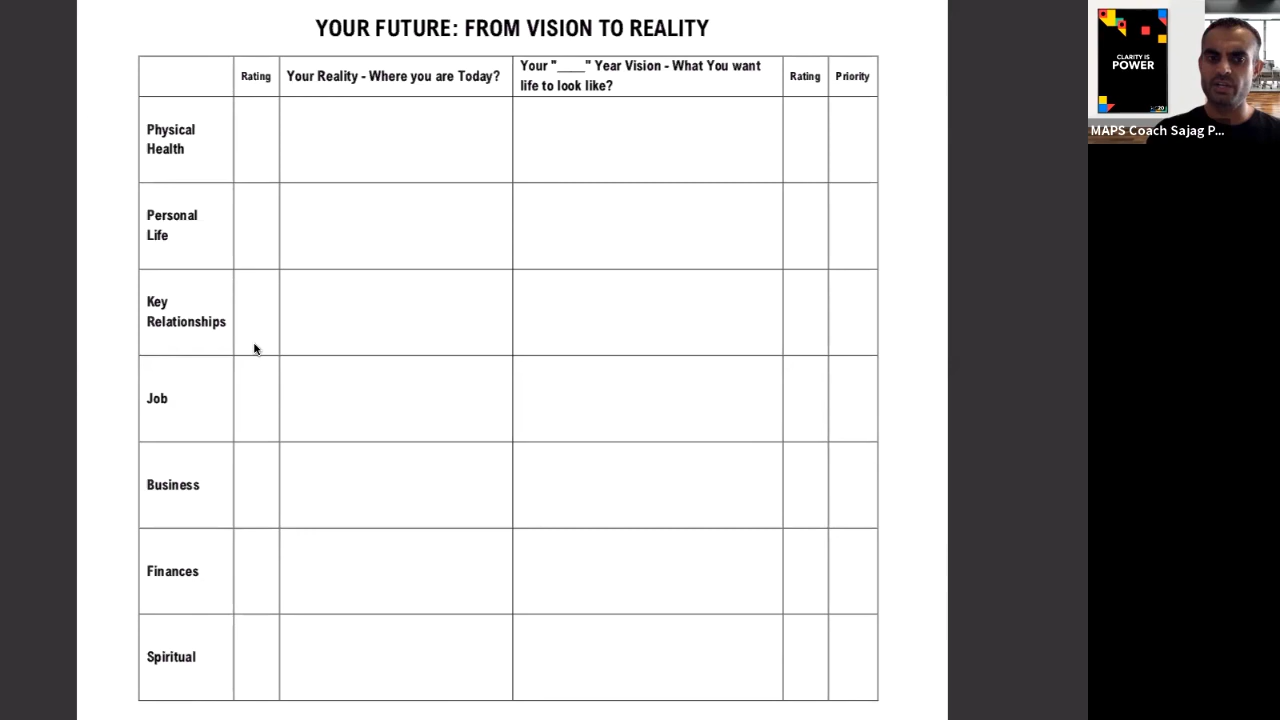 YOUR FUTURE: FROM VISION TO REALITY
Rating
Your Reality - Where you are Today?
Your "____" Year Vision - What You want
life to look like?
Rating
Priority
Physical
Health
Personal
Life
Key
Relationships
Job
Business
Finances
Spiritual
CLARITY IS
POWER
MAPS Coach Sajag P...